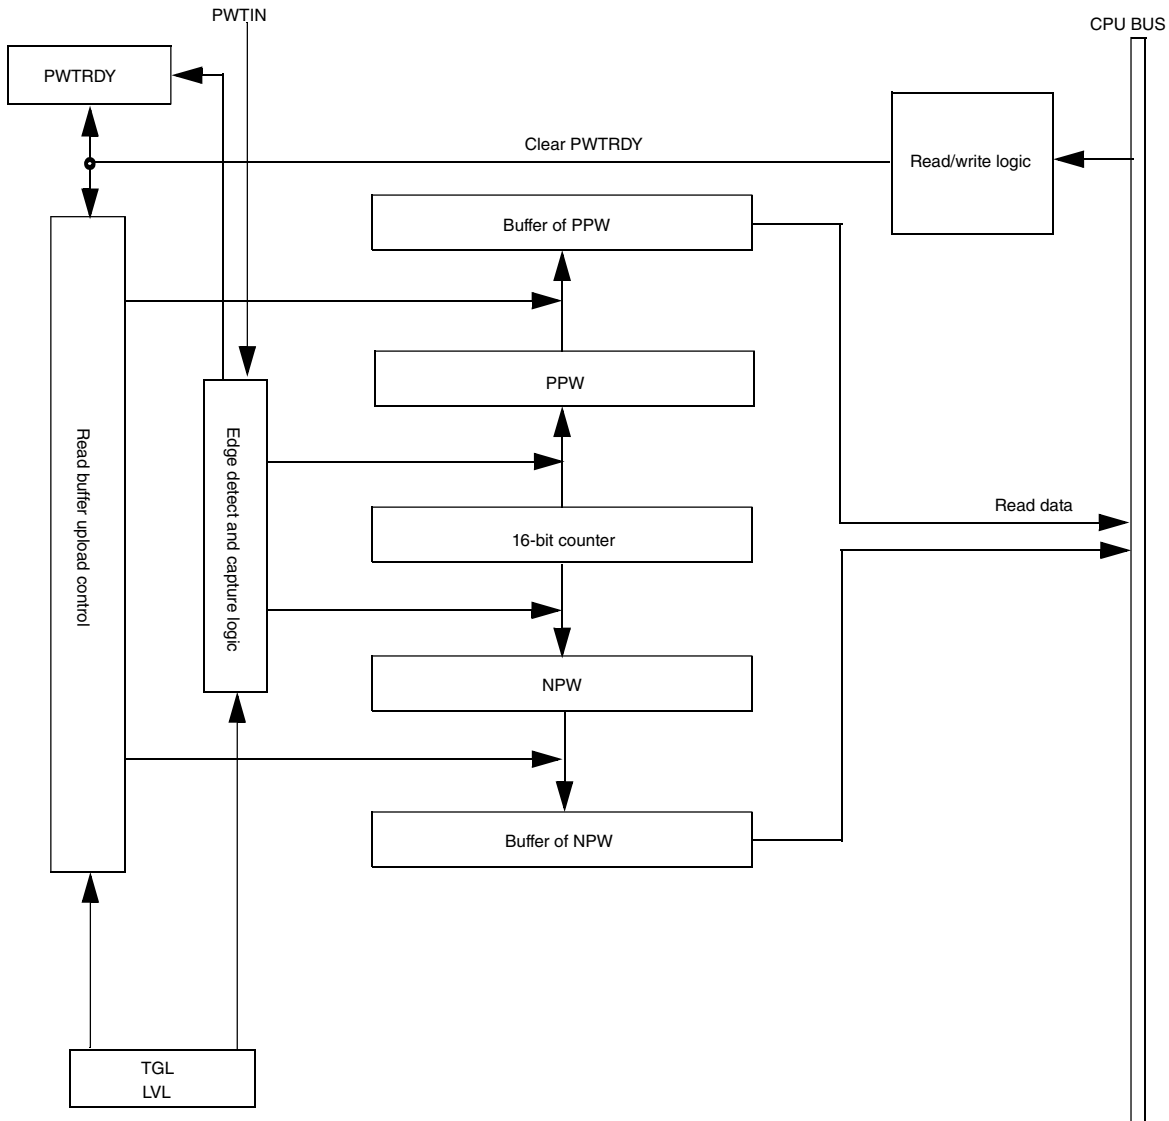 PWTIN
CPU BUS
PWTRDY
Clear PWTRDY
Read/write logic
Buffer of PPW
PPW
Read buffer upload control
Edge detect and capture logic
Read data
16-bit counter
NPW
Buffer of NPW
TGL
LVL